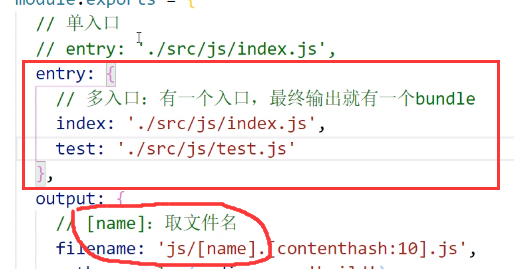 module.exports = {
// 单入口
// entry: './src/js/index.js',
entry: {
// 多入口：有一个入口，最终输出就有一个bundle
index: './src/js/index.js',
test: './src/js/test.js'
},
output: {
// [name]：取文件名
filename: 'js/[name].[contenthash:10].js',